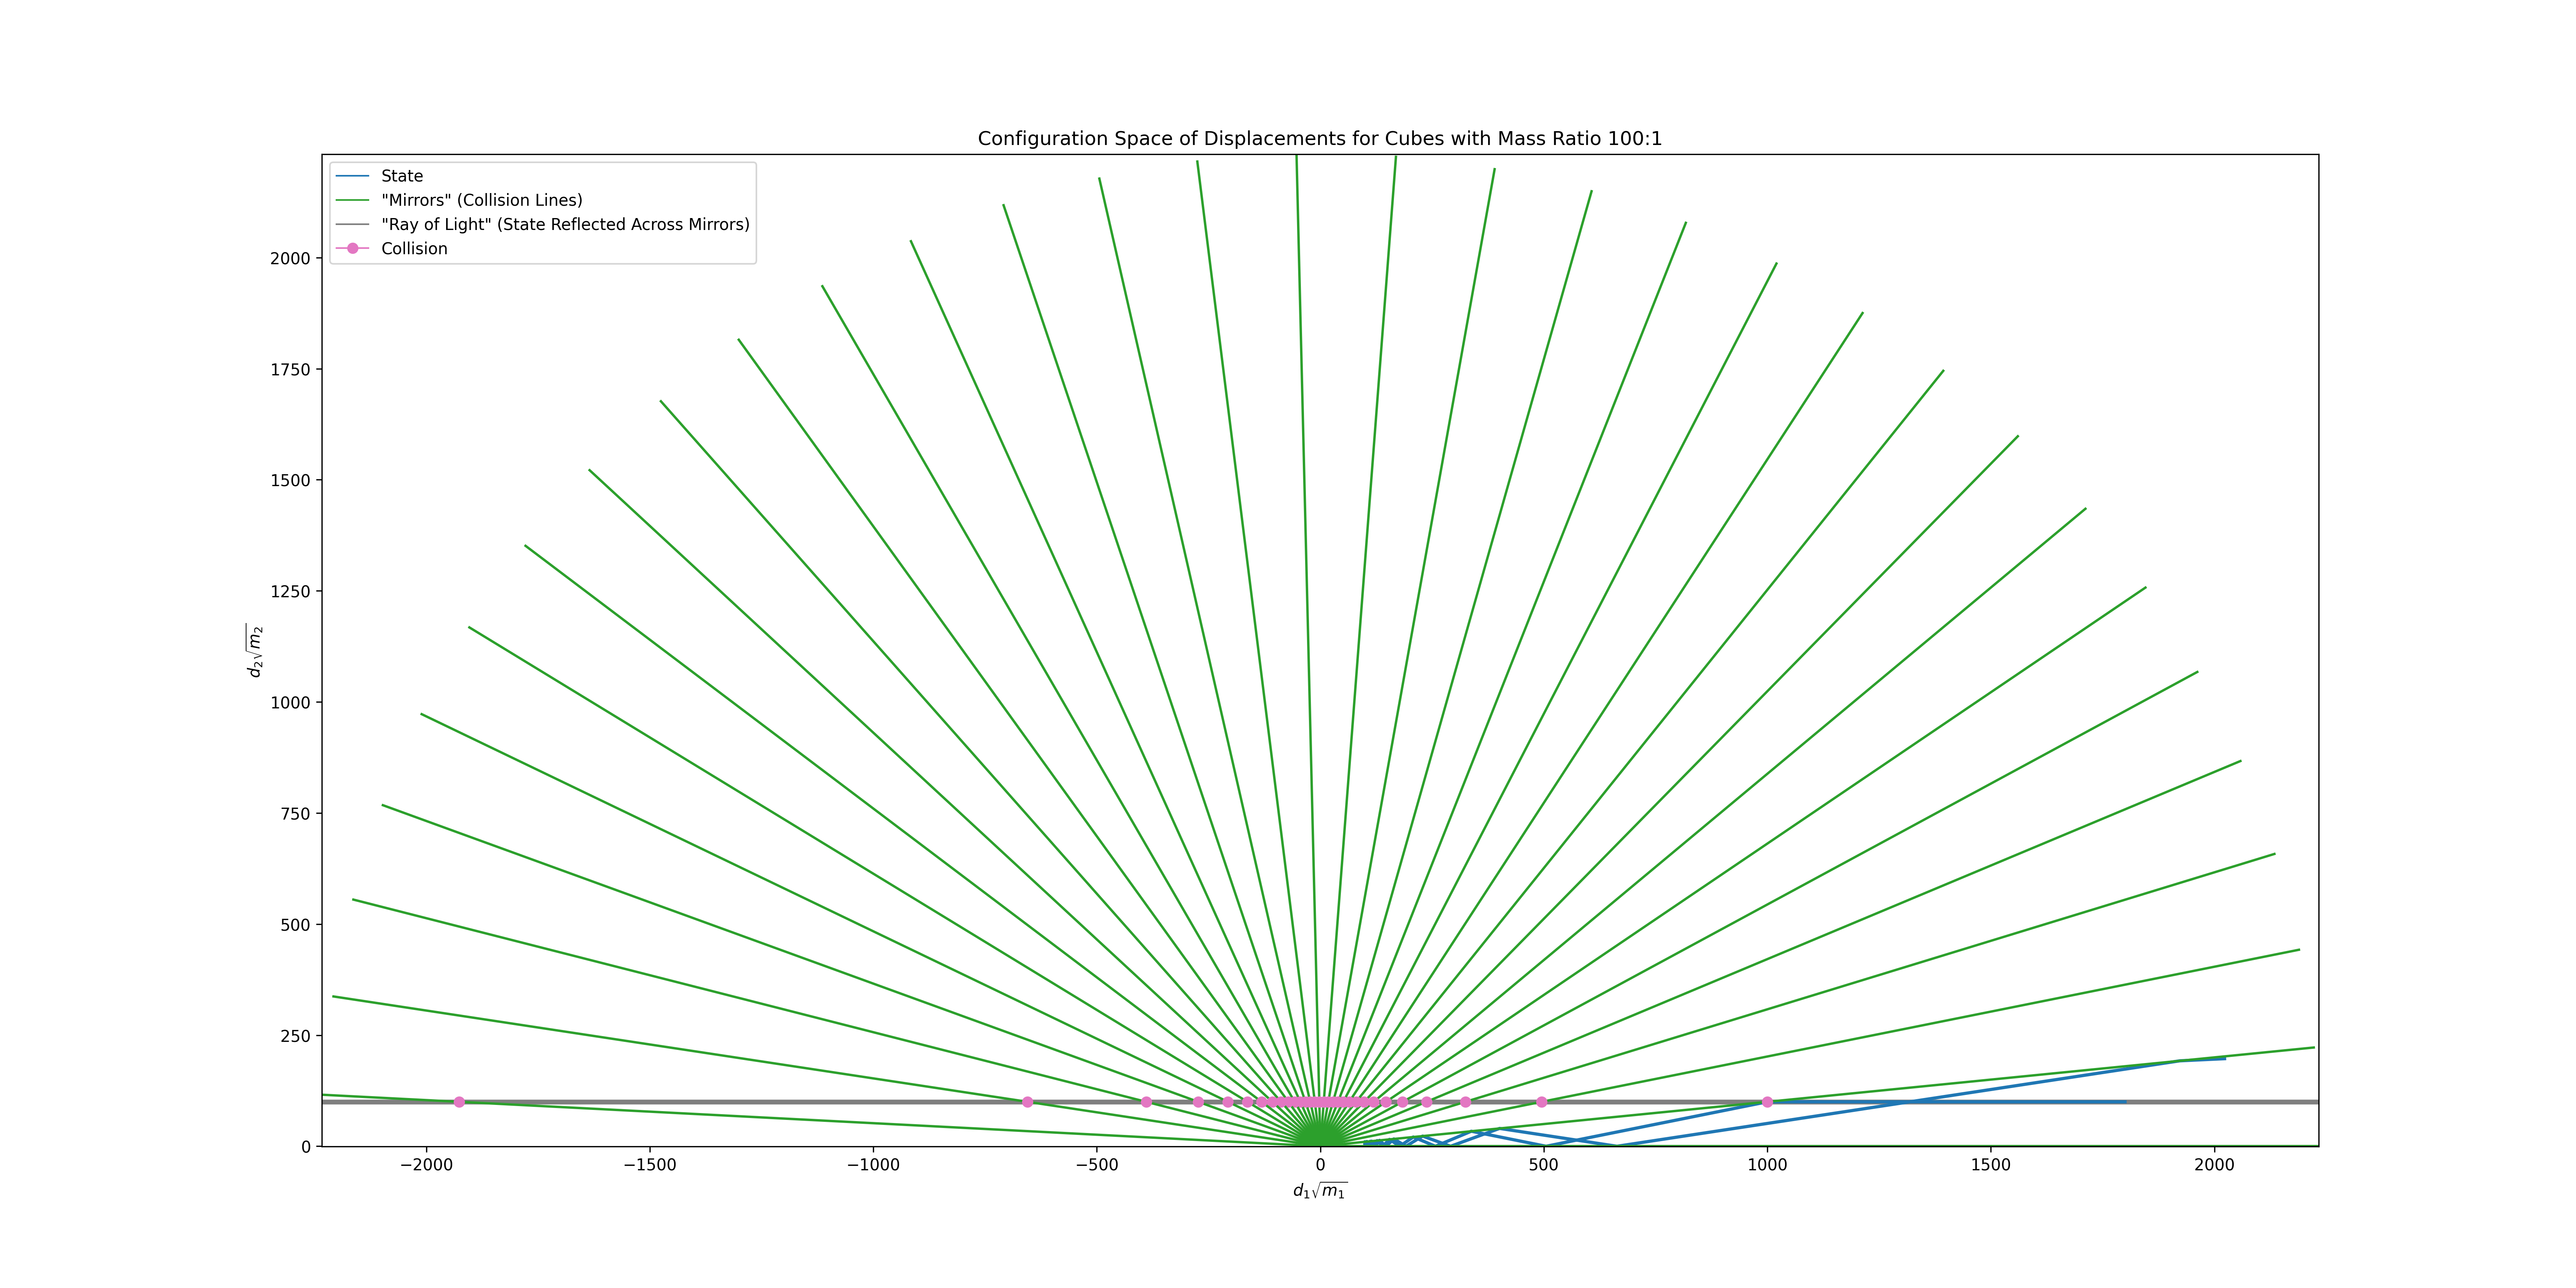 Configuration Space of Displacements for Cubes with Mass Ratio 100:1
State
"Mirrors" (Collision Lines)
"Ray of Light" (State Reflected Across Mirrors)
Collision
2000
1750
1500
1250
1000
750
500
250
0
d₂√m₂
−2000 −1500 −1000 −500 0 500 1000 1500 2000
d₁√m₁